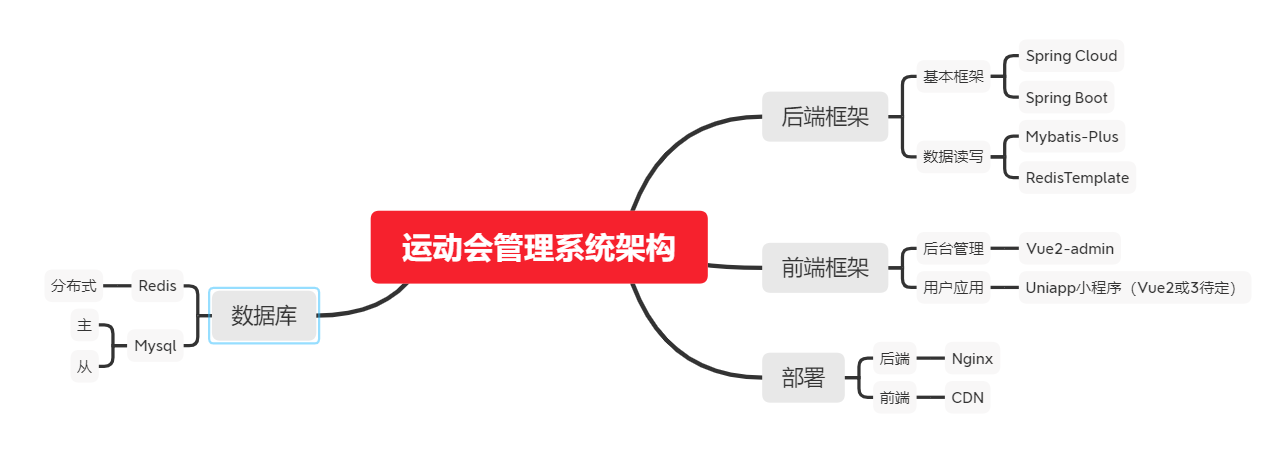 运动会管理系统架构
后端框架
基本框架
Spring Cloud
Spring Boot
数据读写
Mybatis-Plus
RedisTemplate
前端框架
后台管理
Vue2-admin
用户应用
Uniapp小程序（Vue2或3待定）
部署
后端
Nginx
前端
CDN
数据库
Redis
分布式
Mysql
主
从